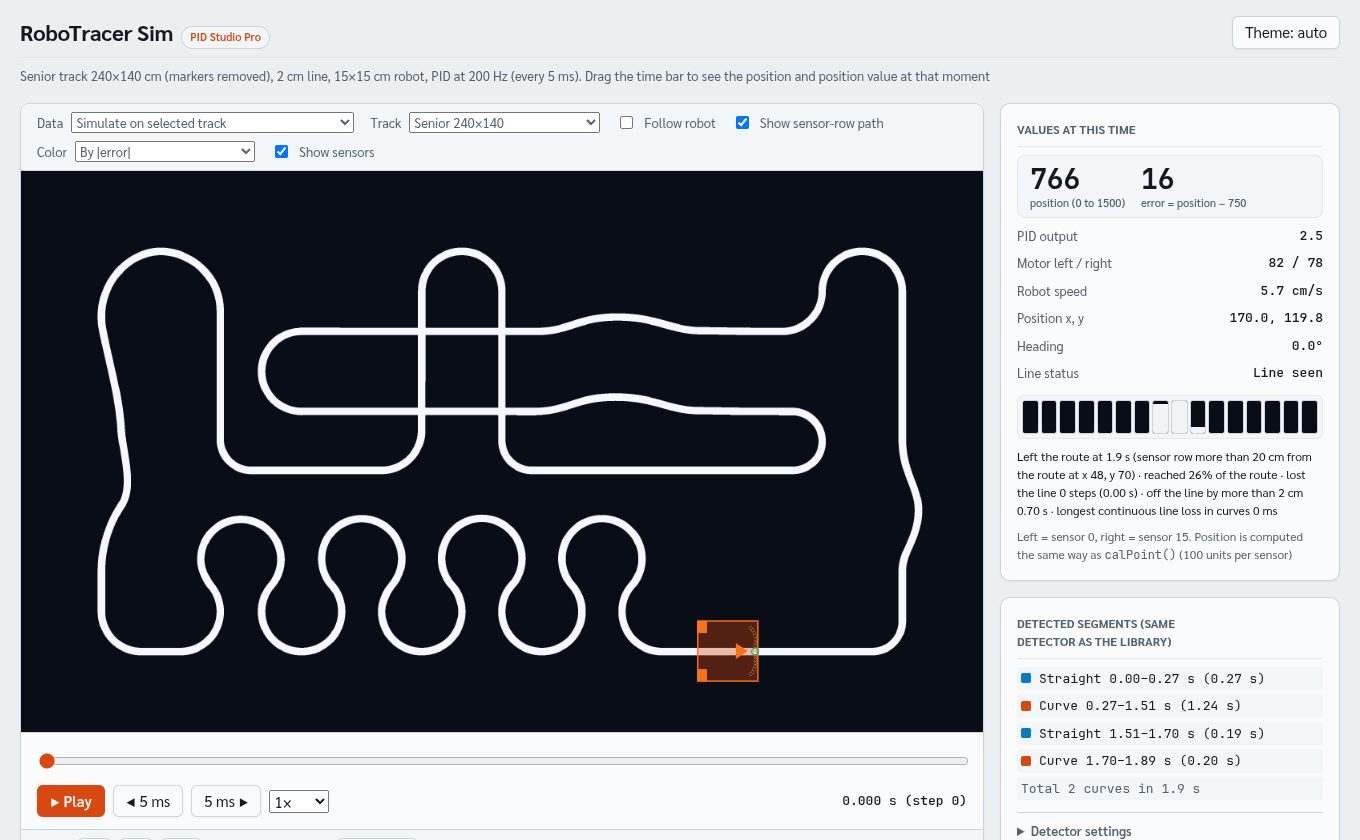 RoboTracer Sim PID Studio Pro
Theme: auto
Senior track 240×140 cm (markers removed), 2 cm line, 15×15 cm robot, PID at 200 Hz (every 5 ms). Drag the time bar to see the position and position value at that moment
Data Simulate on selected track Track Senior 240×140 Follow robot Show sensor-row path
Color By |error| Show sensors
VALUES AT THIS TIME
766 16
position (0 to 1500) error = position − 750
PID output 2.5
Motor left / right 82 / 78
Robot speed 5.7 cm/s
Position x, y 170.0, 119.8
Heading 0.0°
Line status Line seen
Left the route at 1.9 s (sensor row more than 20 cm from
the route at x 48, y 70) · reached 26% of the route · lost
the line 0 steps (0.00 s) · off the line by more than 2 cm
0.70 s · longest continuous line loss in curves 0 ms
Left = sensor 0, right = sensor 15. Position is computed
the same way as calPoint() (100 units per sensor)
DETECTED SEGMENTS (SAME
DETECTOR AS THE LIBRARY)
Straight 0.00–0.27 s (0.27 s)
Curve 0.27–1.51 s (1.24 s)
Straight 1.51–1.70 s (0.19 s)
Curve 1.70–1.89 s (0.20 s)
Total 2 curves in 1.9 s
▶ Detector settings
▶ Play ◀ 5 ms 5 ms ▶ 1× 0.000 s (step 0)